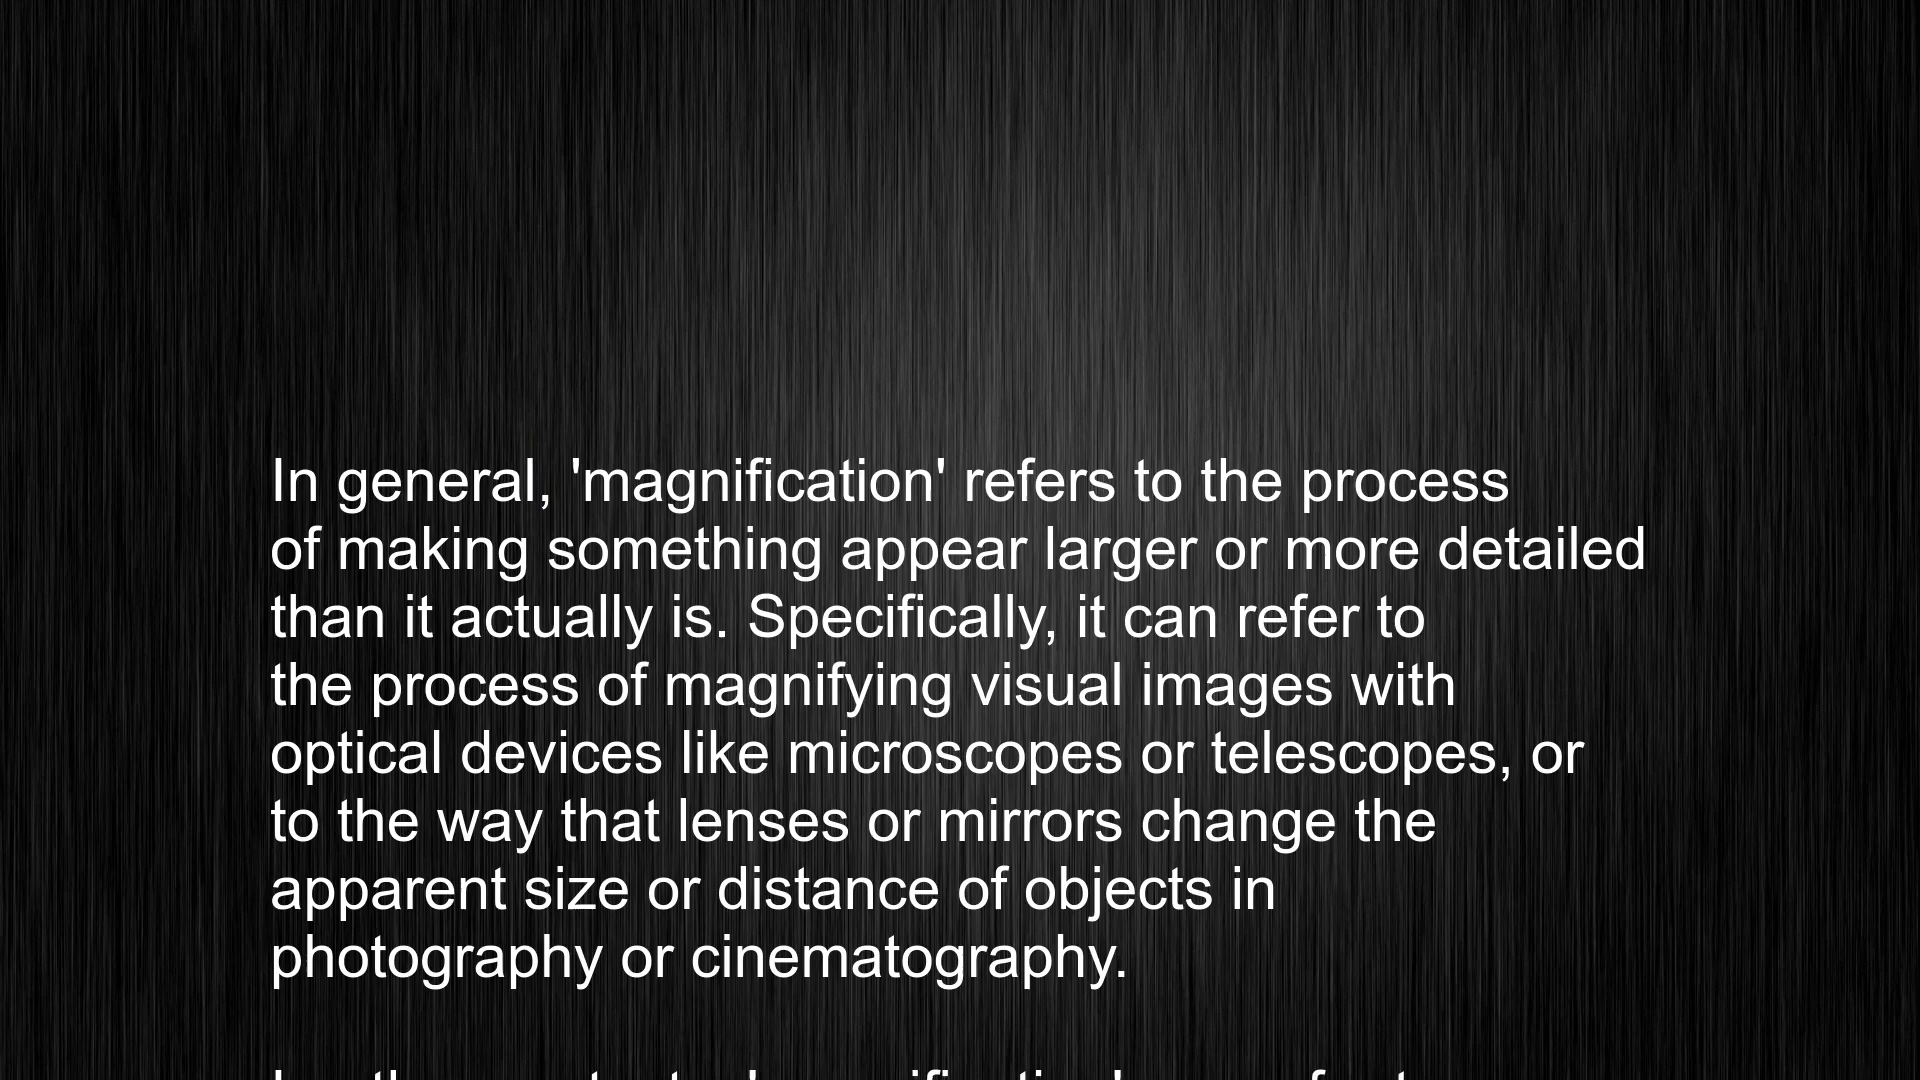 In general, 'magnification' refers to the process
of making something appear larger or more detailed
than it actually is. Specifically, it can refer to
the process of magnifying visual images with
optical devices like microscopes or telescopes, or
to the way that lenses or mirrors change the
apparent size or distance of objects in
photography or cinematography.